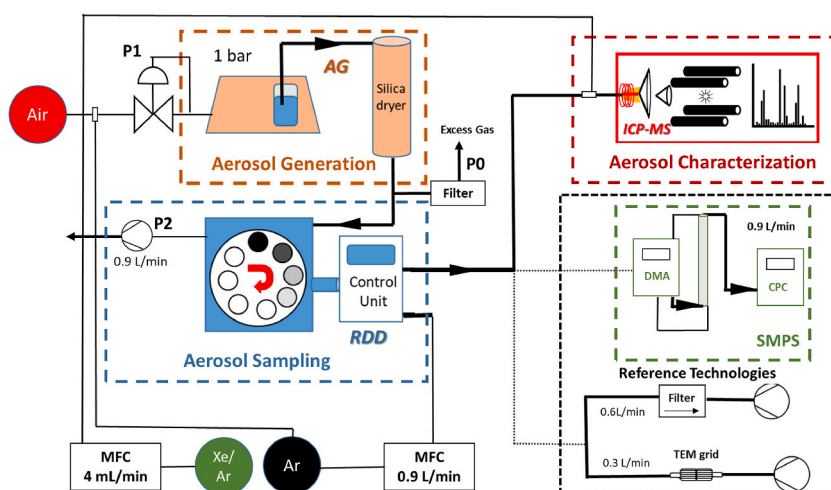 P1
1 bar
AG
Silica
dryer
Air
Aerosol Generation
Excess Gas
P0
Filter
ICP-MS
Aerosol Characterization
P2
0.9 L/min
Control
Unit
RDD
Aerosol Sampling
0.9 L/min
DMA
CPC
SMPS
Reference Technologies
0.6L/min
Filter
0.3 L/min
TEM grid
MFC
4 mL/min
Xe/
Ar
Ar
MFC
0.9 L/min